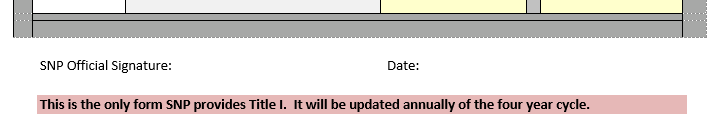 SNP Official Signature: Date:
This is the only form SNP provides Title I.  It will be updated annually of the four year cycle.